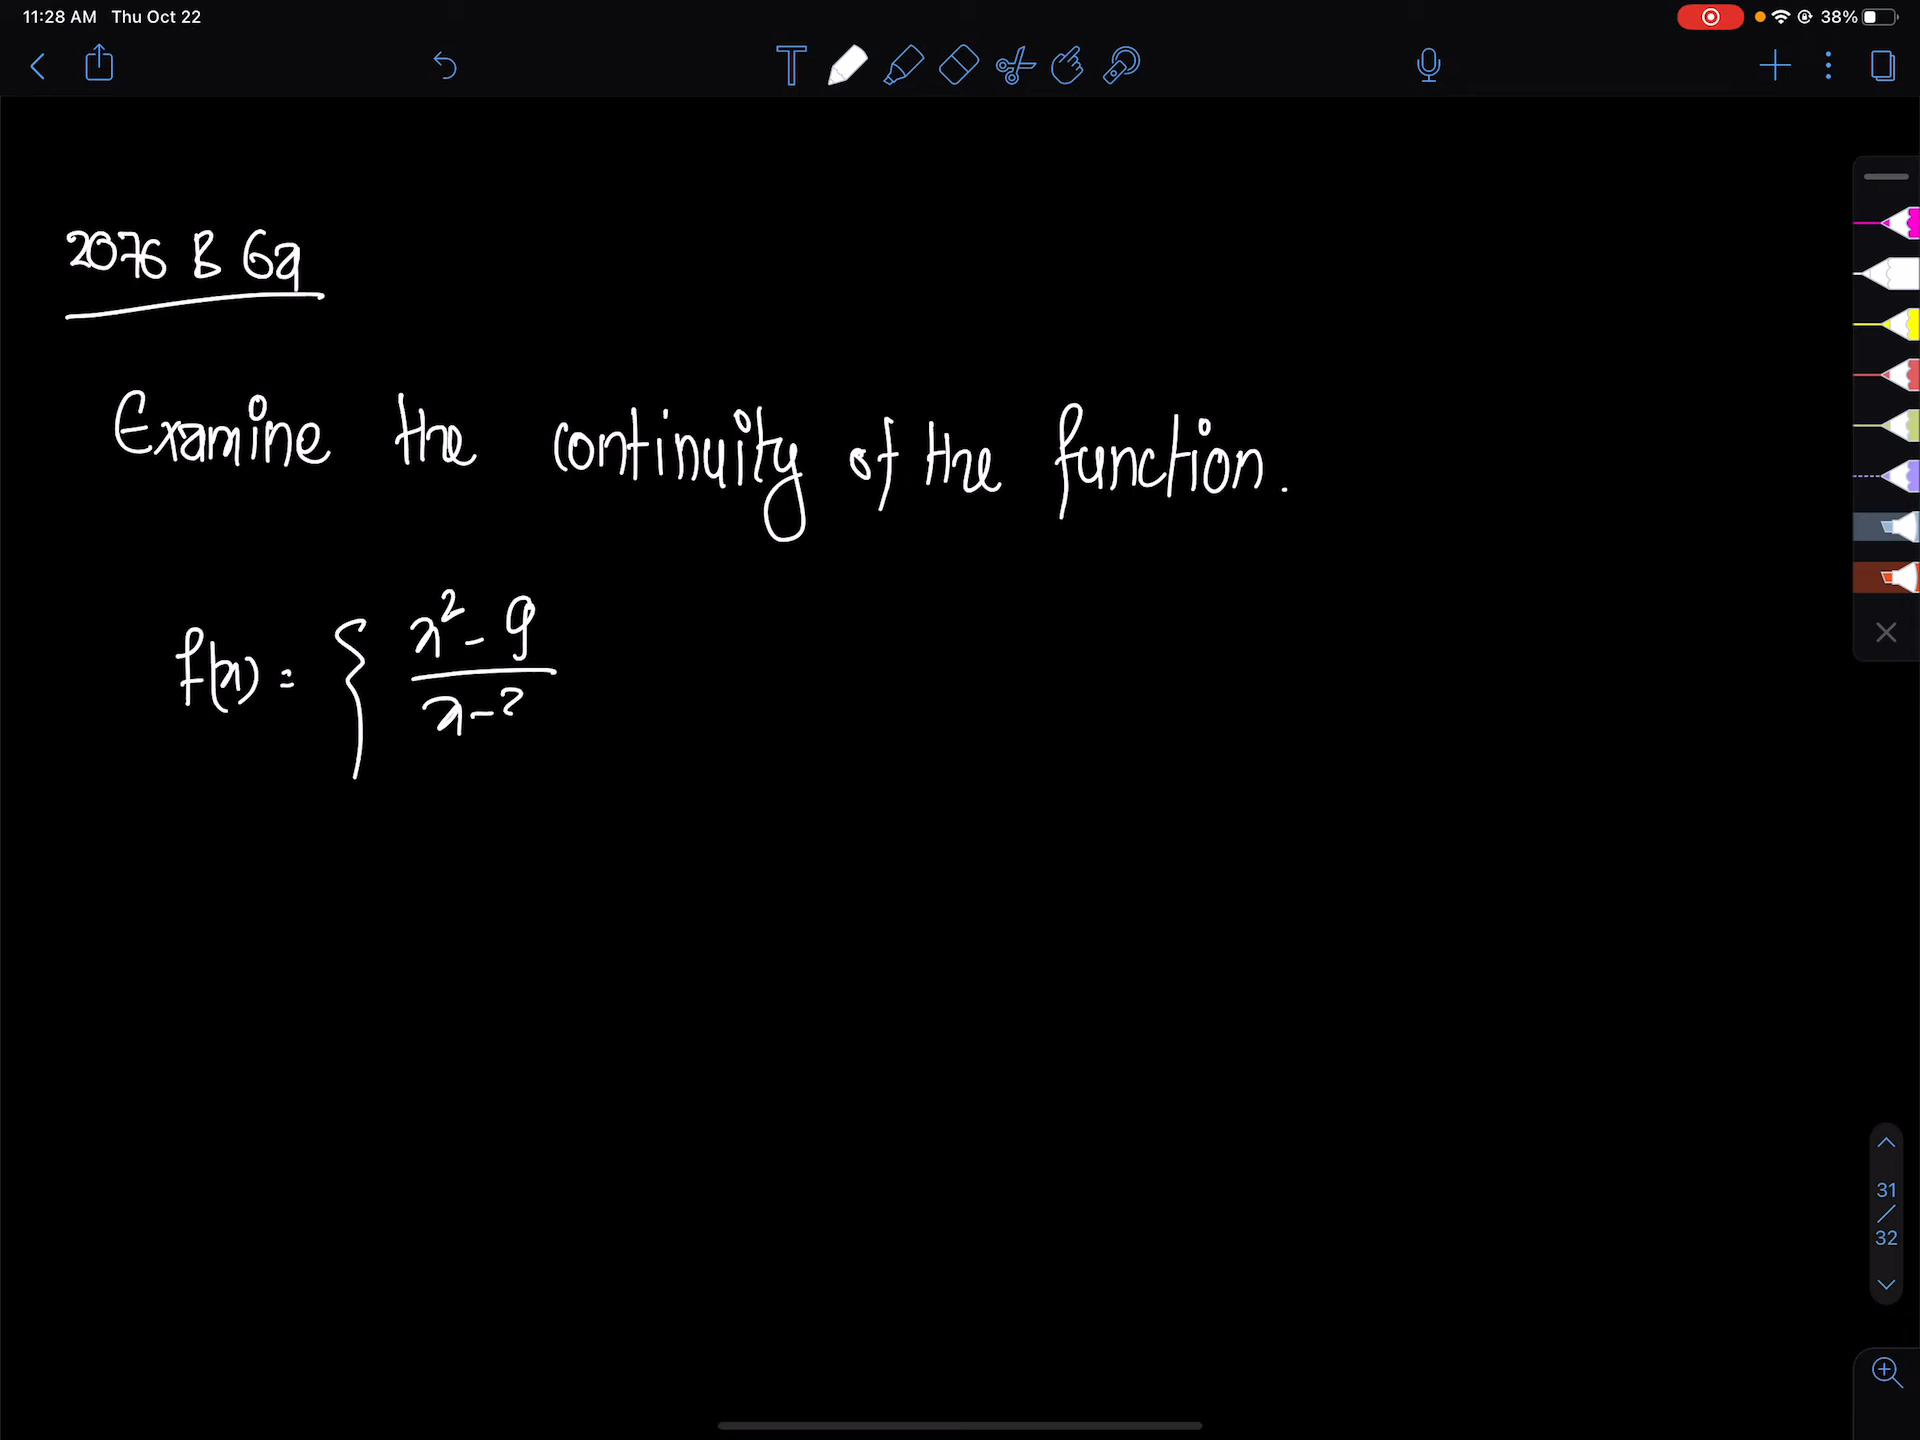 11:28 AM Thu Oct 22
38%
T
2076 B 6a
Examine the continuity of the function.
f(x) = { x² - 9
x - 3
31
/
32